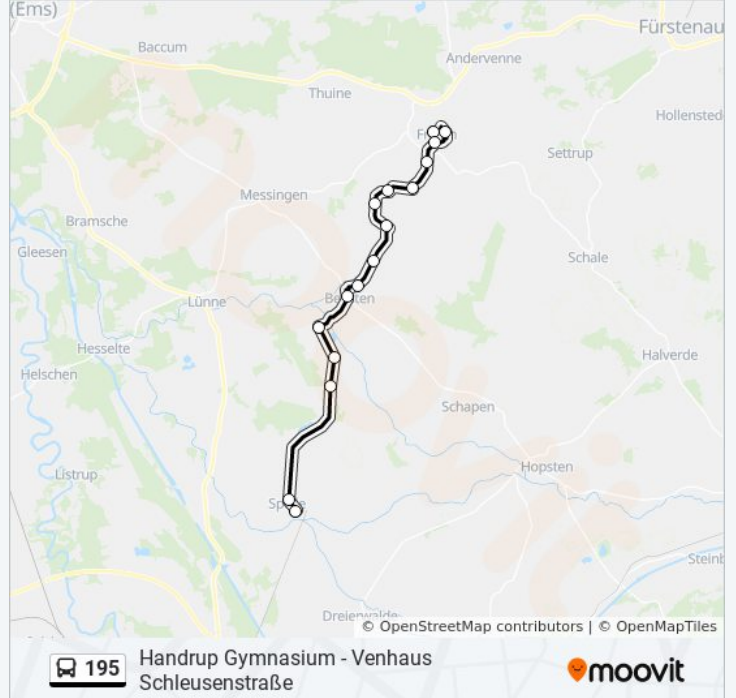 (Ems)
Fürstenau
Baccum
Andervenne
Thuine
Hollensted
Settrup
Messingen
Bramsche
Gleesen
Schale
Lünne
Hesselte
Helschen
Halverde
Schapen
Hopsten
Listrup
Steinb
Dreierwalde
© OpenStreetMap contributors | © OpenMapTiles
195
Handrup Gymnasium - Venhaus
Schleusenstraße
moovit